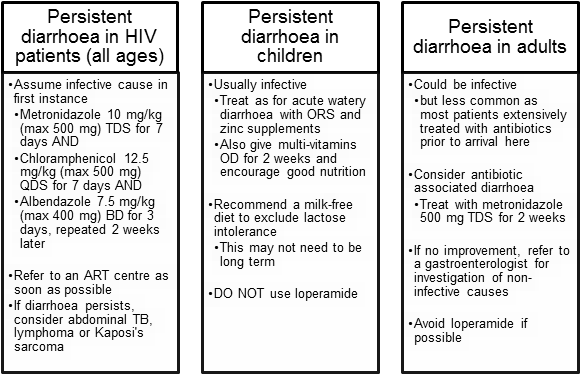 Persistent
diarrhoea in HIV
patients (all ages)
•Assume infective cause in
first instance
•Metronidazole 10 mg/kg
(max 500 mg) TDS for 7
days AND
•Chloramphenicol 12.5
mg/kg (max 500 mg)
QDS for 7 days AND
•Albendazole 7.5 mg/kg
(max 400 mg) BD for 3
days, repeated 2 weeks
later
•Refer to an ART centre as
soon as possible
•If diarrhoea persists,
consider abdominal TB,
lymphoma or Kaposi's
sarcoma
Persistent
diarrhoea in
children
•Usually infective
•Treat as for acute watery
diarrhoea with ORS and
zinc supplements
•Also give multi-vitamins
OD for 2 weeks and
encourage good nutrition
•Recommend a milk-free
diet to exclude lactose
intolerance
•This may not need to be
long term
•DO NOT use loperamide
Persistent
diarrhoea in adults
•Could be infective
•but less common as
most patients extensively
treated with antibiotics
prior to arrival here
•Consider antibiotic
associated diarrhoea
•Treat with metronidazole
500 mg TDS for 2 weeks
•If no improvement, refer to
a gastroenterologist for
investigation of non-
infective causes
•Avoid loperamide if
possible